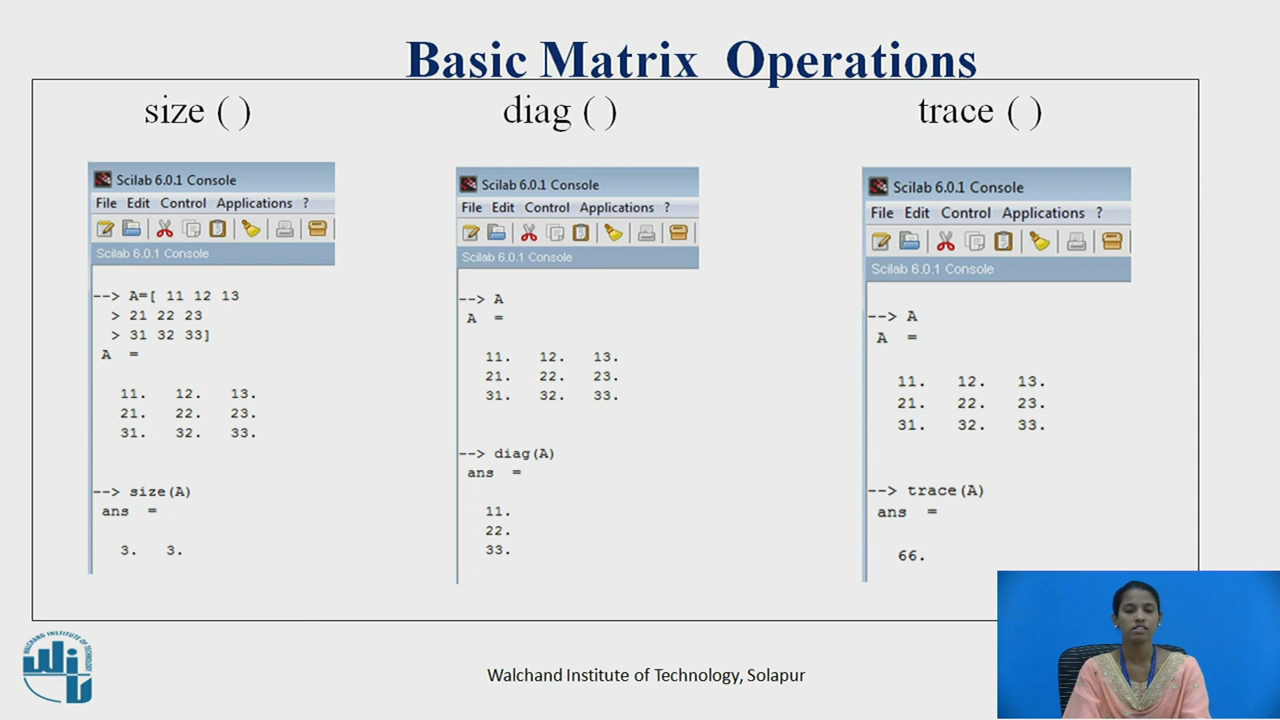 Basic Matrix Operations
size ( )
Scilab 6.0.1 Console
File Edit Control Applications ?
Scilab 6.0.1 Console
--> A=[ 11 12 13
> 21 22 23
> 31 32 33]
A =
11. 12. 13.
21. 22. 23.
31. 32. 33.
--> size(A)
ans =
3. 3.
diag ( )
Scilab 6.0.1 Console
File Edit Control Applications ?
Scilab 6.0.1 Console
--> A
A =
11. 12. 13.
21. 22. 23.
31. 32. 33.
--> diag(A)
ans =
11.
22.
33.
trace ( )
Scilab 6.0.1 Console
File Edit Control Applications ?
Scilab 6.0.1 Console
--> A
A =
11. 12. 13.
21. 22. 23.
31. 32. 33.
--> trace(A)
ans =
66.
WALCHAND INSTITUTE OF TECHNOLOGY
WIT
Walchand Institute of Technology, Solapur